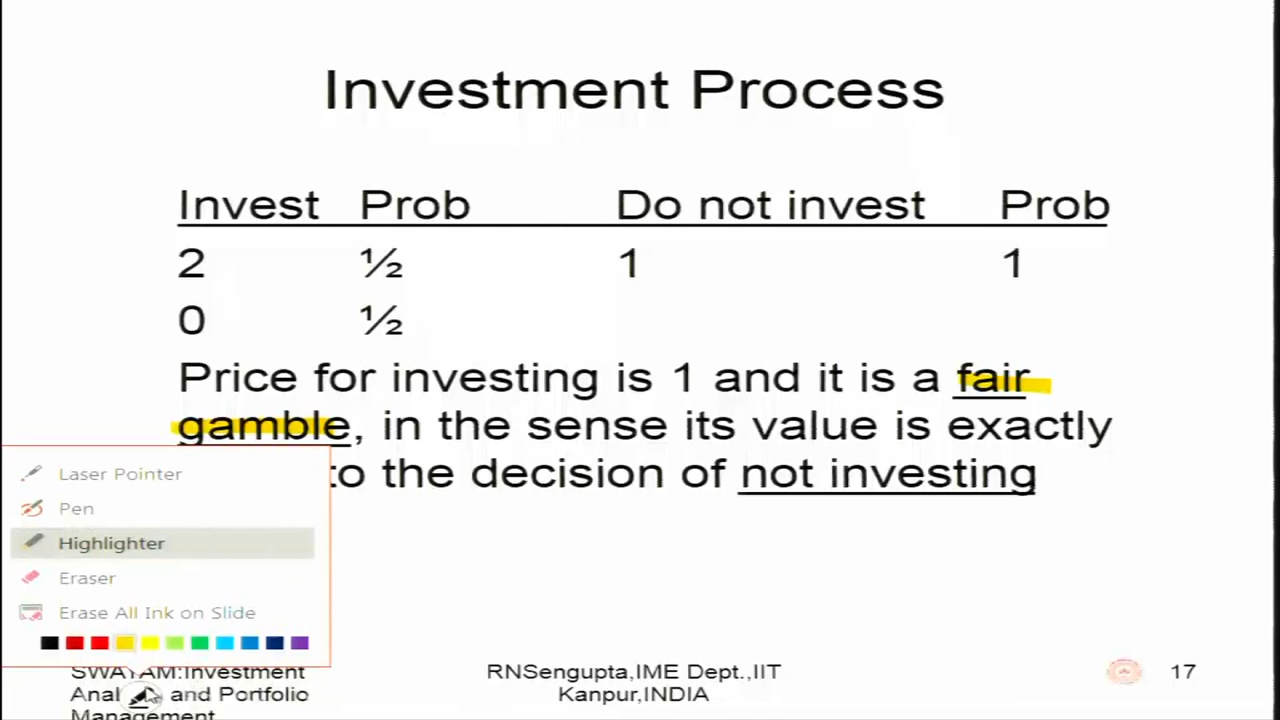 Investment Process
Invest Prob Do not invest Prob
2 ½ 1 1
0 ½
Price for investing is 1 and it is a fair
gamble, in the sense its value is exactly
to the decision of not investing
Laser Pointer
Pen
Highlighter
Eraser
Erase All Ink on Slide
SWAYAM:Investment
and Portfolio
Management
RNSengupta,IME Dept.,IIT
Kanpur,INDIA
17